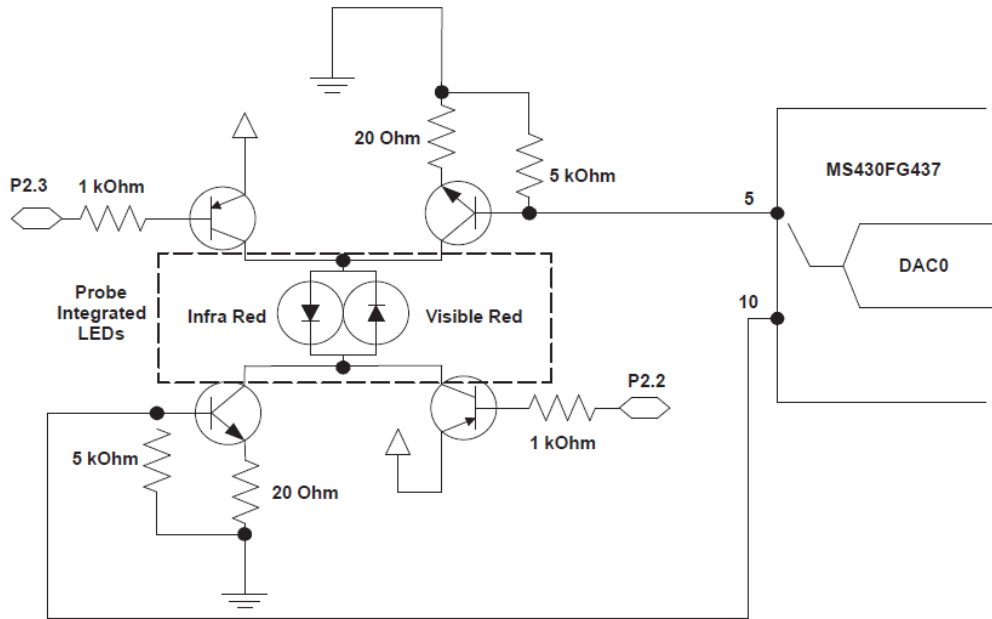 20 Ohm
5 kOhm
MS430FG437
P2.3
1 kOhm
5
DAC0
Probe
Integrated
LEDs
Infra Red
Visible Red
10
P2.2
1 kOhm
5 kOhm
20 Ohm